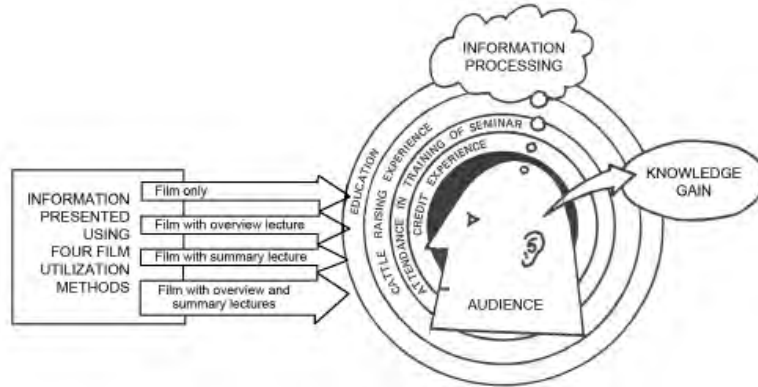 INFORMATION
PROCESSING
EDUCATION
CATTLE RAISING EXPERIENCE
ATTENDANCE IN TRAINING OF SEMINAR
CREDIT EXPERIENCE
KNOWLEDGE
GAIN
INFORMATION
PRESENTED
USING
FOUR FILM
UTILIZATION
METHODS
Film only
Film with overview lecture
Film with summary lecture
Film with overview and
summary lectures
AUDIENCE